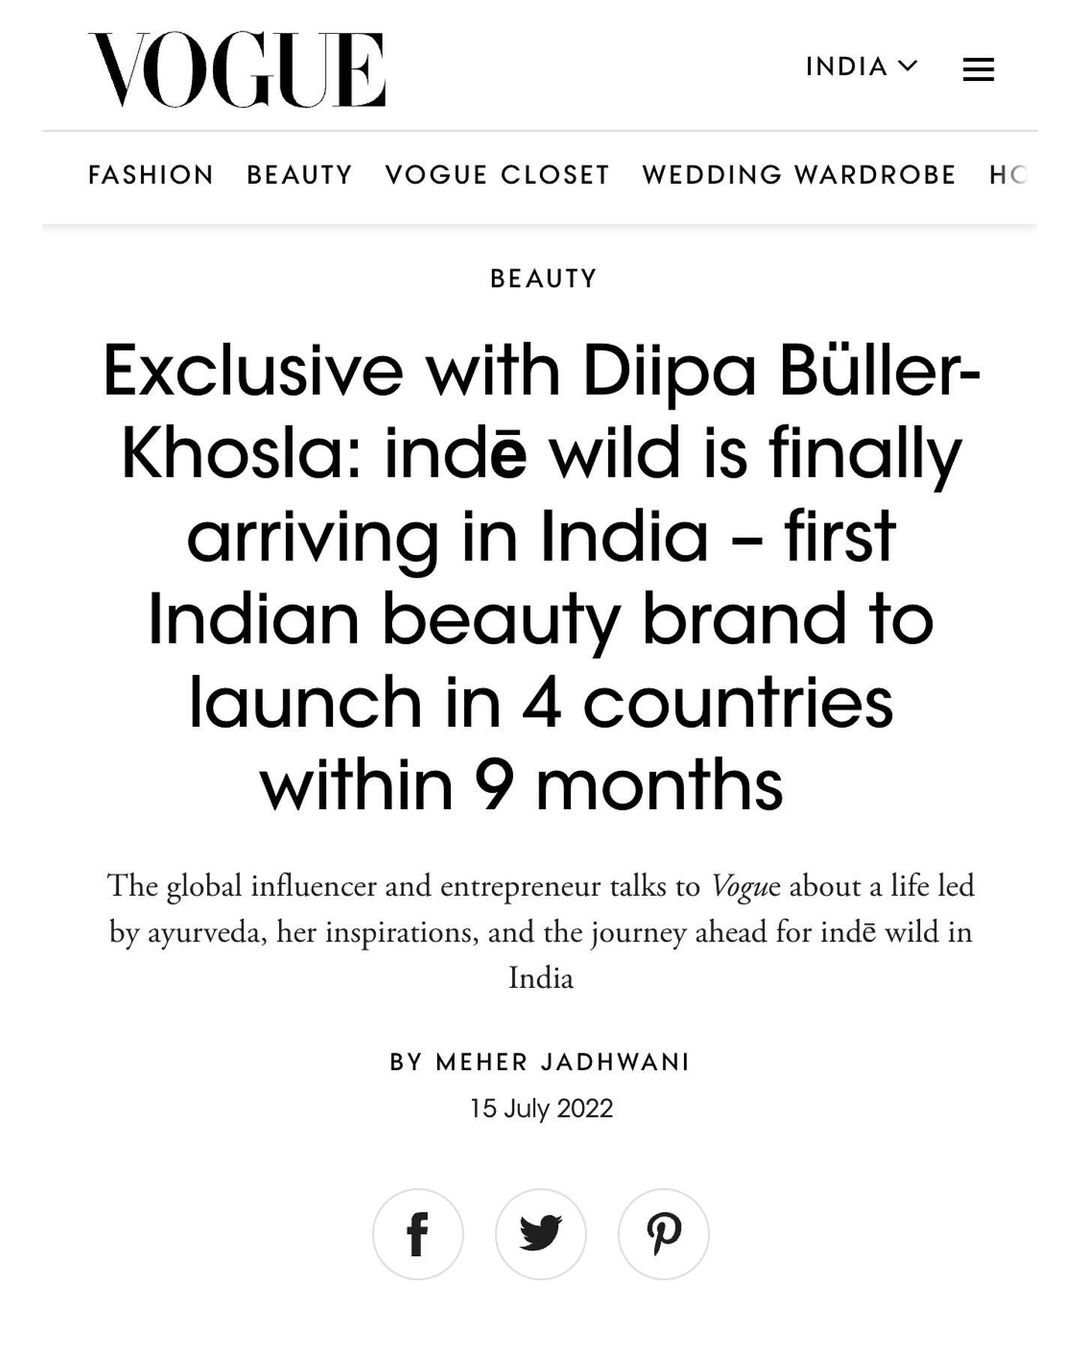 VOGUE
INDIA
FASHION BEAUTY VOGUE CLOSET WEDDING WARDROBE
BEAUTY
Exclusive with Diipa Büller-
Khosla: indē wild is finally
arriving in India – first
Indian beauty brand to
launch in 4 countries
within 9 months
The global influencer and entrepreneur talks to Vogue about a life led
by ayurveda, her inspirations, and the journey ahead for indē wild in
India
BY MEHER JADHWANI
15 July 2022